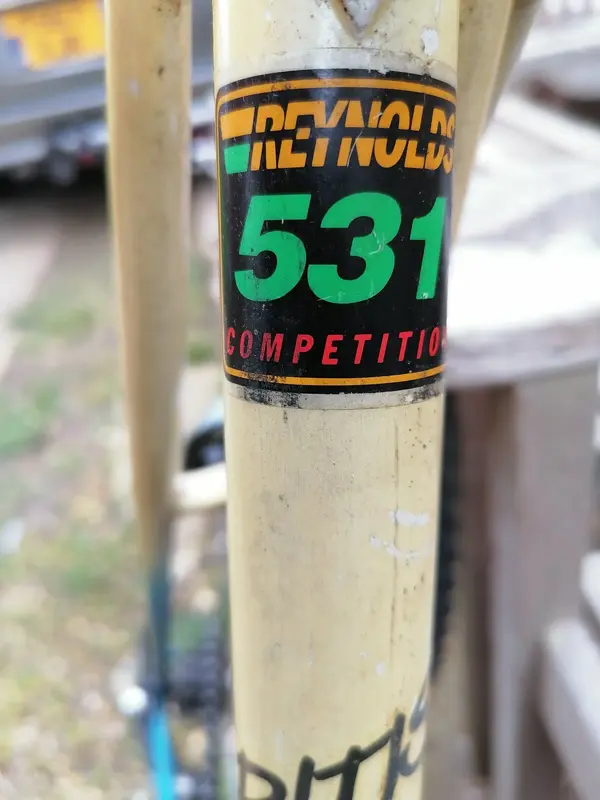 REYNOLDS
531
COMPETITION